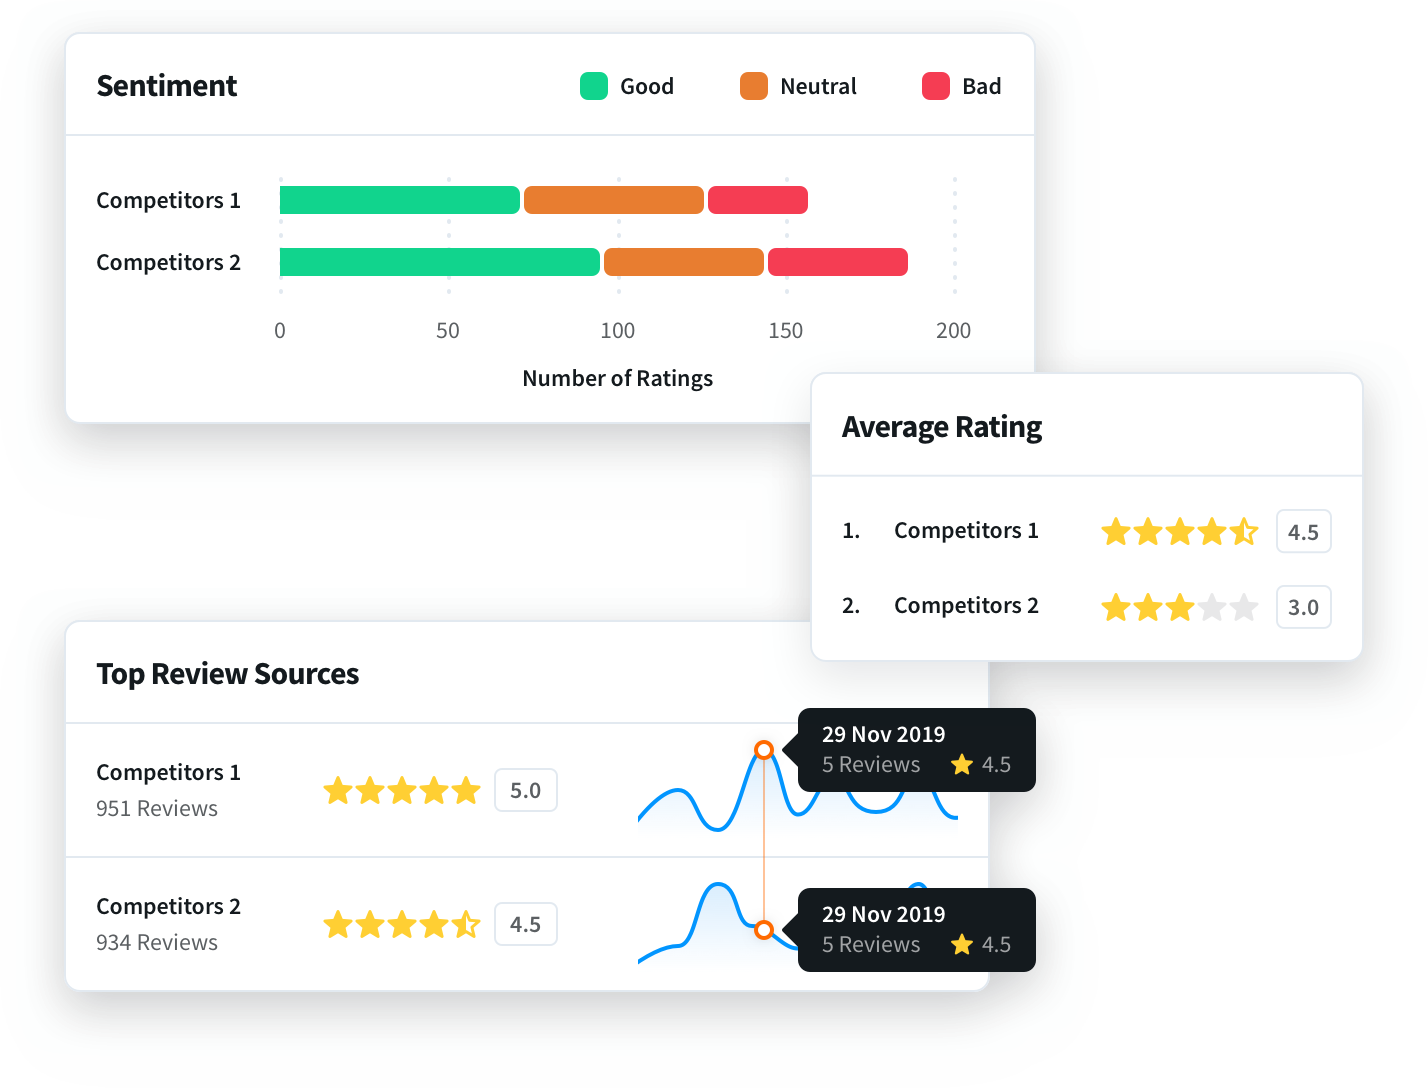 Sentiment
Good Neutral Bad
Competitors 1
Competitors 2
0 50 100 150 200
Number of Ratings
Average Rating
1. Competitors 1 4.5
2. Competitors 2 3.0
Top Review Sources
Competitors 1
951 Reviews
5.0
29 Nov 2019
5 Reviews 4.5
Competitors 2
934 Reviews
4.5
29 Nov 2019
5 Reviews 4.5